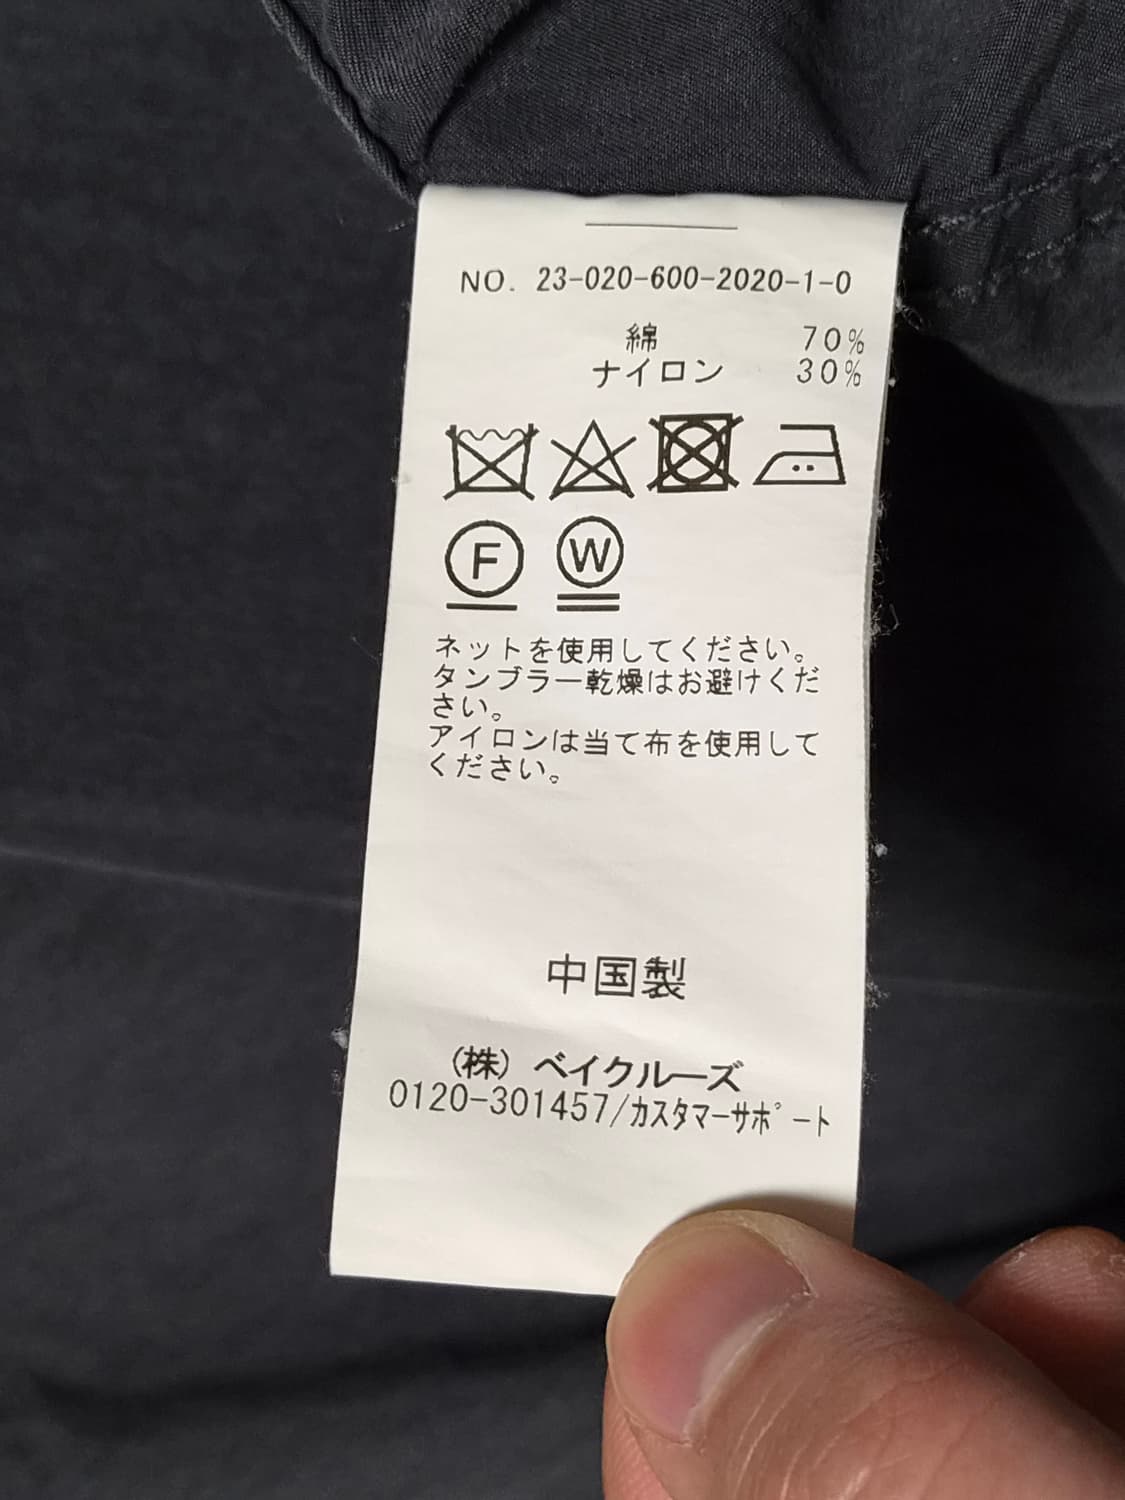 NO. 23-020-600-2020-1-0
綿 70%
ナイロン 30%
F W
ネットを使用してください。
タンブラー乾燥はお避けくだ
さい。
アイロンは当て布を使用して
ください。
中国製
(株) ベイクルーズ
0120-301457/カスタマーサポート